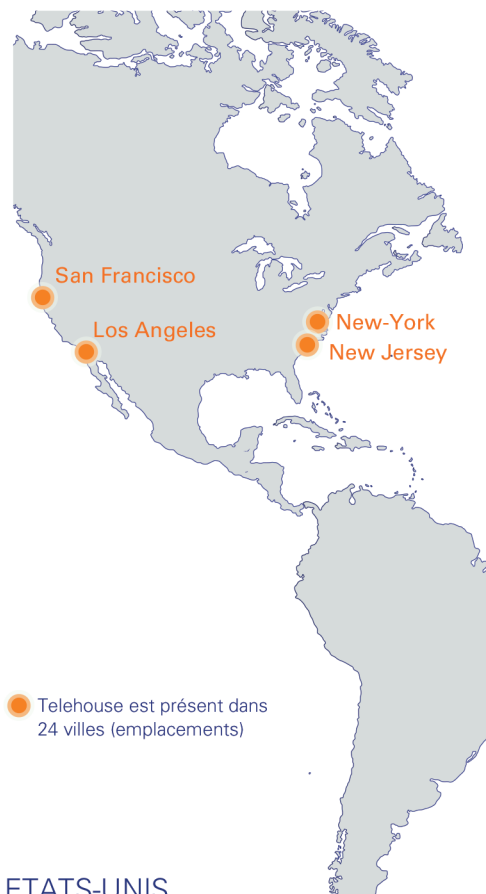 San Francisco
Los Angeles
New-York
New Jersey
Telehouse est présent dans
24 villes (emplacements)
ETATS-UNIS